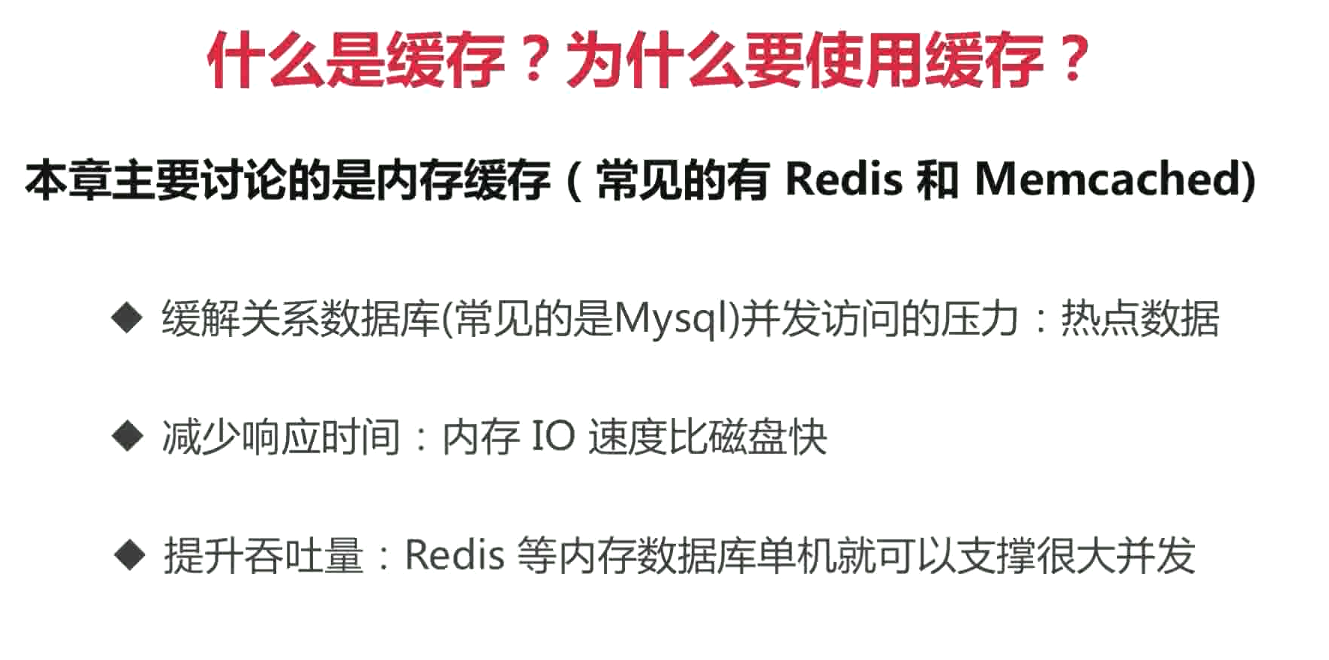 什么是缓存？为什么要使用缓存？
本章主要讨论的是内存缓存（常见的有 Redis 和 Memcached)
◆ 缓解关系数据库(常见的是Mysql)并发访问的压力：热点数据
◆ 减少响应时间：内存 IO 速度比磁盘快
◆ 提升吞吐量：Redis 等内存数据库单机就可以支撑很大并发